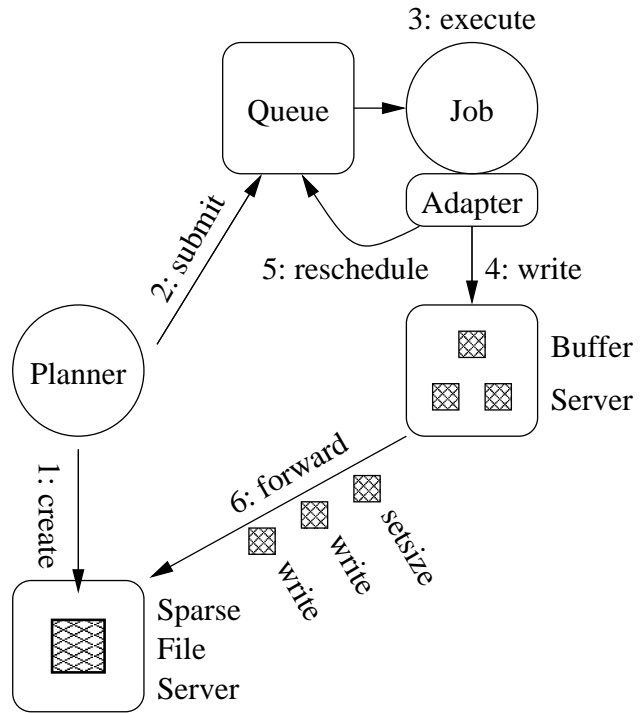 3: execute
Queue
Job
Adapter
2: submit
5: reschedule
4: write
Planner
Buffer
Server
1: create
6: forward
setsize
write
write
Sparse
File
Server